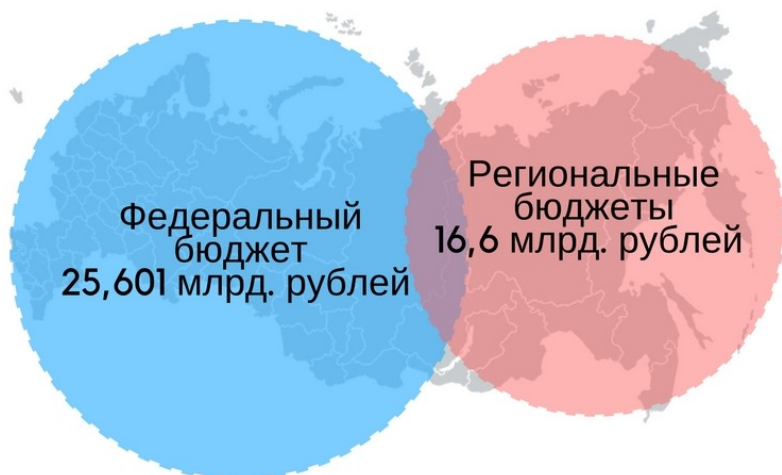 Федеральный
бюджет
25,601 млрд. рублей
Региональные
бюджеты
16,6 млрд. рублей